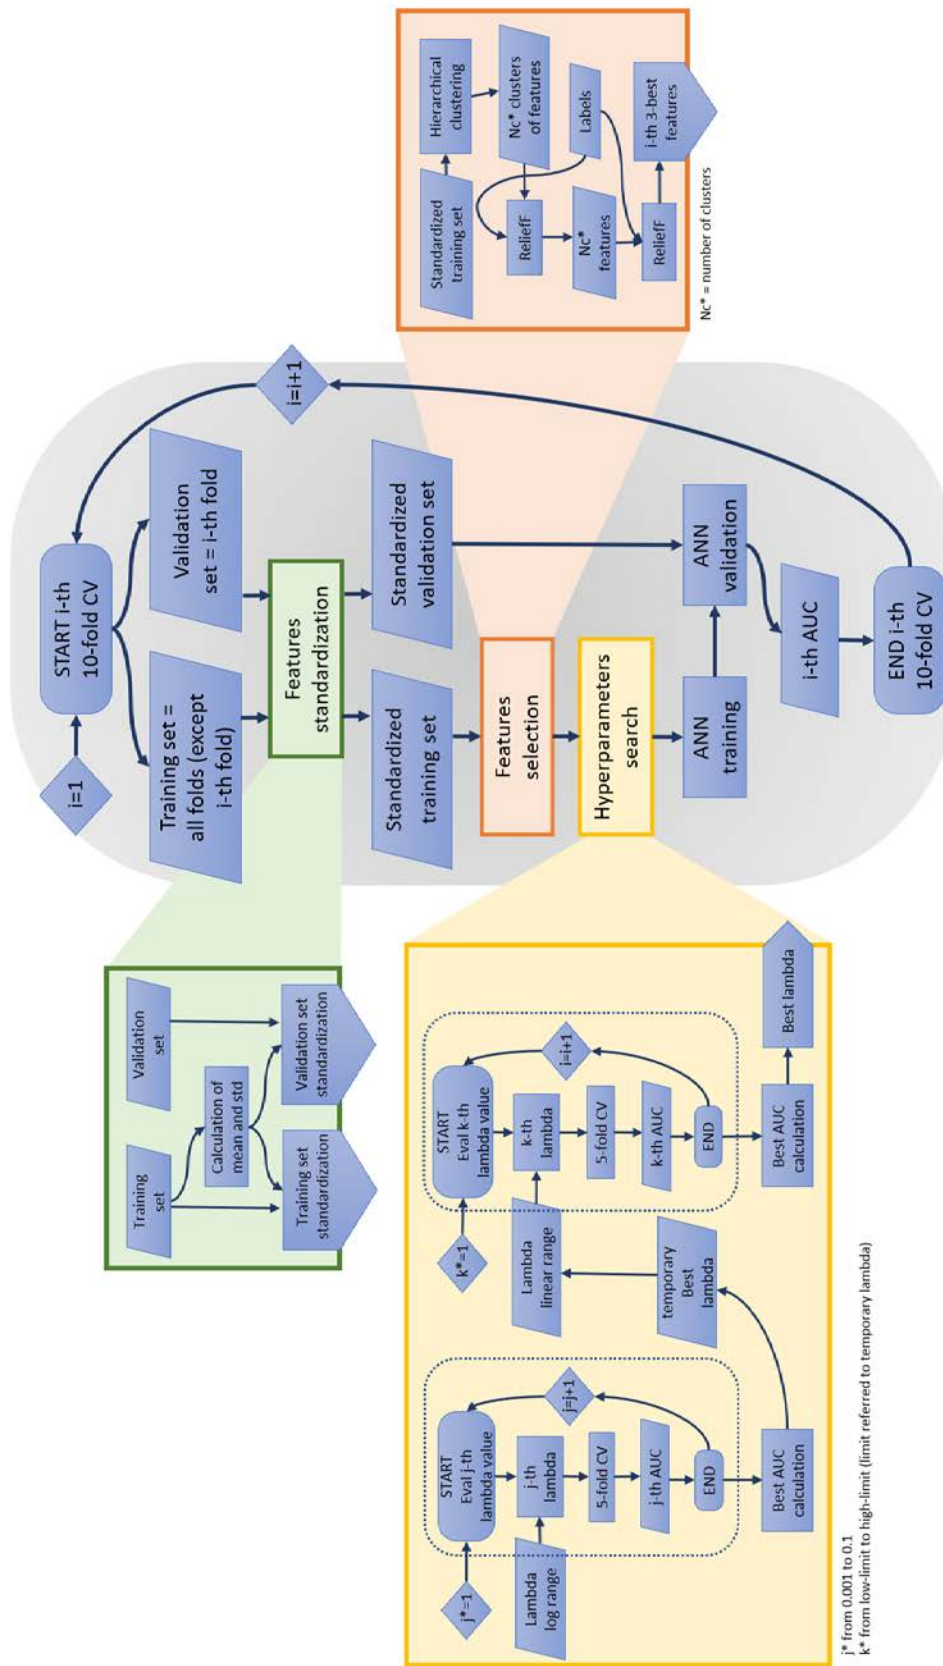 i=1
START i-th
10-fold CV
i=i+1
Training set =
all folds (except
i-th fold)
Validation
set = i-th fold
Features
standardization
Standardized
training set
Standardized
validation set
Features
selection
Hyperparameters
search
ANN
training
ANN
validation
i-th AUC
END i-th
10-fold CV
Training
set
Validation
set
Calculation of
mean and std
Training set
standardization
Validation set
standardization
Standardized
training set
Hierarchical
clustering
Nc* clusters
of features
ReliefF
Labels
Nc*
features
ReliefF
i-th 3-best
features
Nc* = number of clusters
j*=1
START
Eval j-th
lambda value
Lambda
log range
j-th
lambda
j=j+1
5-fold CV
j-th AUC
END
Best AUC
calculation
temporary
Best
lambda
k*=1
START
Eval k-th
lambda value
Lambda
linear range
k-th
lambda
i=i+1
5-fold CV
k-th AUC
END
Best AUC
calculation
Best lambda
j* from 0.001 to 0.1
k* from low-limit to high-limit (limit referred to temporary lambda)